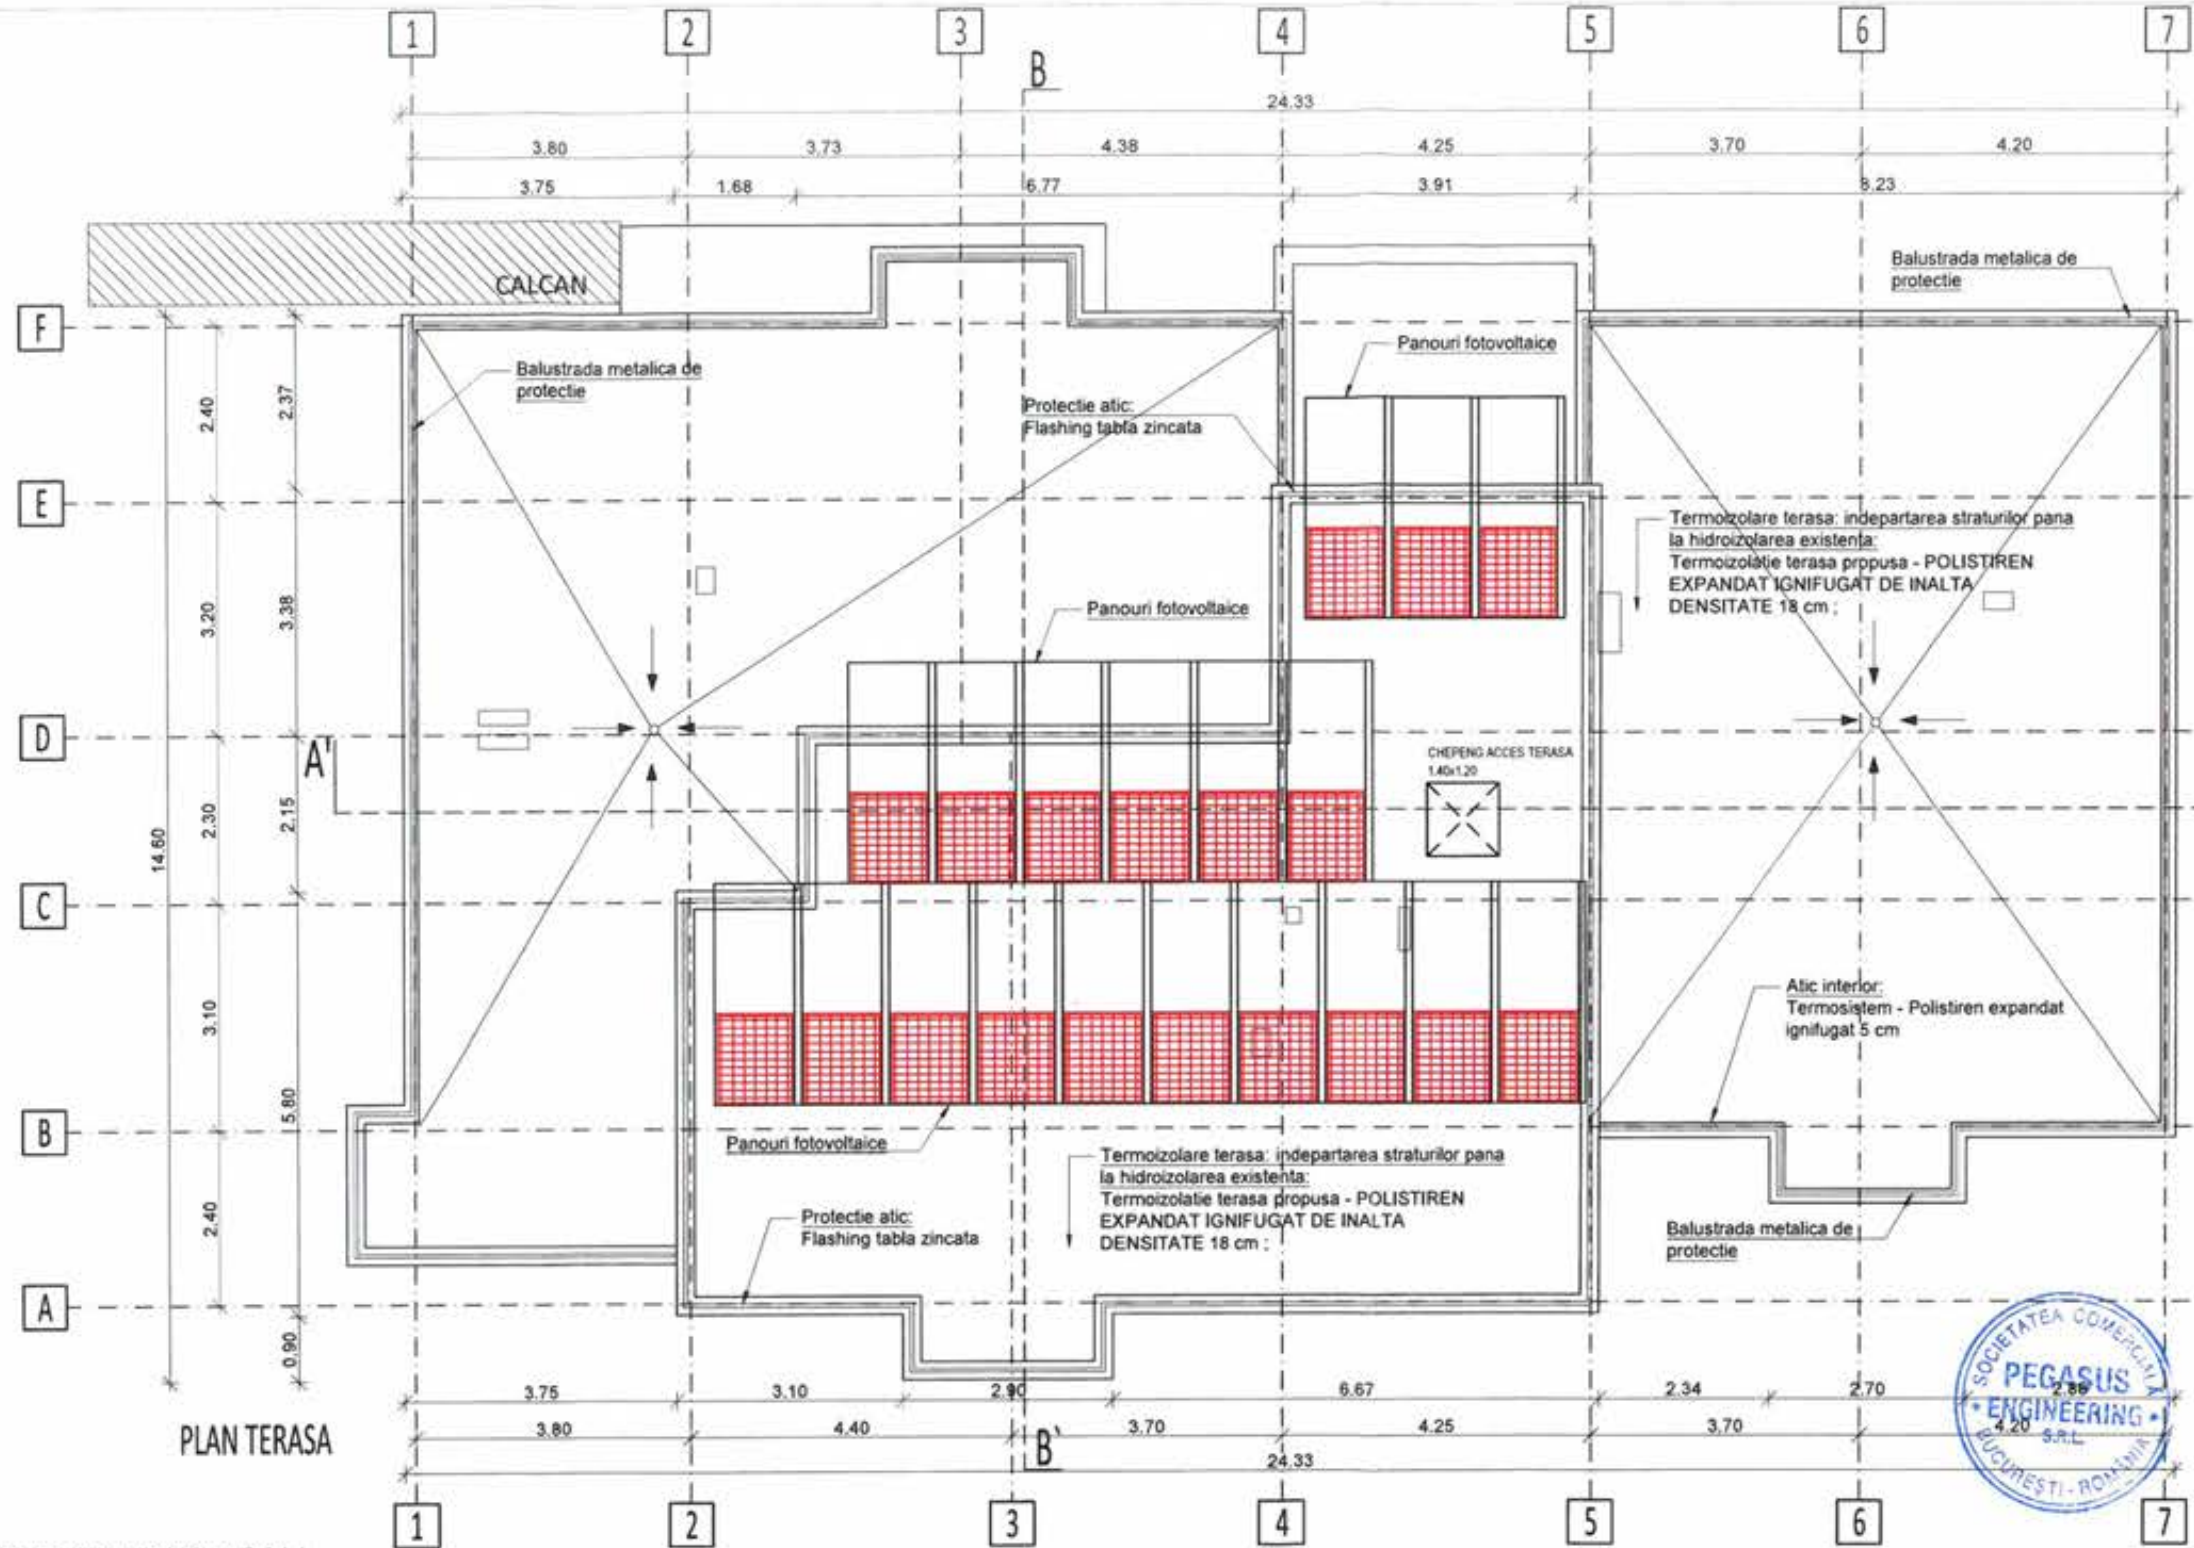 1 2 3 4 5 6 7
B
24.33
3.80 3.73 4.38 4.25 3.70 4.20
3.75 1.68 6.77 3.91 8.23
CALCAN
Balustrada metalica de
protectie
F
Panouri fotovoltaice
Balustrada metalica de
protectie
Protectie atic:
Flashing tabla zincata
2.40
2.37
E
Termoizolare terasa: indepartarea straturilor pana
la hidroizolarea existenta:
Termoizolatie terasa propusa - POLISTIREN
EXPANDAT IGNIFUGAT DE INALTA
DENSITATE 18 cm ;
Panouri fotovoltaice
3.20
3.38
D
A'
CHEPENG ACCES TERASA
1.40x1.20
2.30
2.15
14.60
C
Atic interior:
Termosistem - Polistiren expandat
ignifugat 5 cm
3.10
5.80
B
Panouri fotovoltaice
Termoizolare terasa: indepartarea straturilor pana
la hidroizolarea existenta:
Termoizolatie terasa propusa - POLISTIREN
EXPANDAT IGNIFUGAT DE INALTA
DENSITATE 18 cm ;
Protectie atic:
Flashing tabla zincata
Balustrada metalica de
protectie
2.40
A
0.90
3.75 3.10 2.90 6.67 2.34 2.70 2.86
3.80 4.40 3.70 4.25 3.70 4.20
PLAN TERASA
B'
24.33
SOCIETATEA COMERCIALĂ
PEGASUS
ENGINEERING
S.R.L.
BUCUREŞTI - ROMÂNIA
1 2 3 4 5 6 7